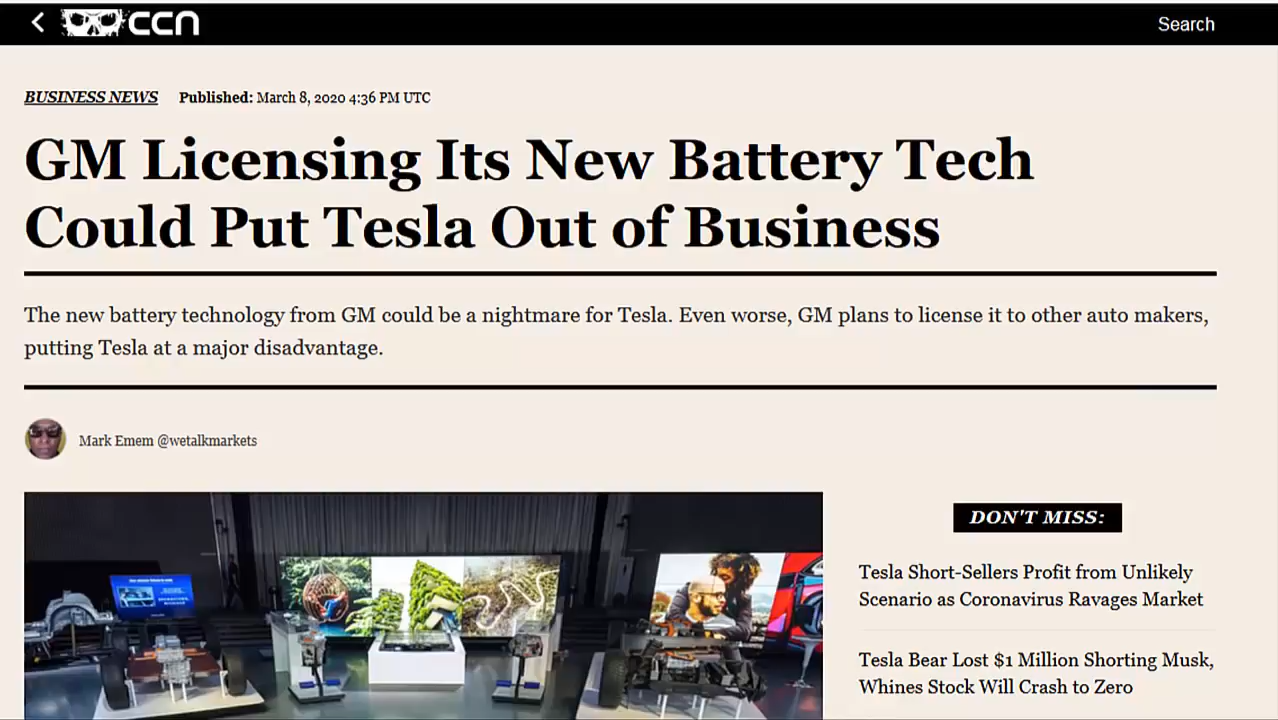 CCN
Search
BUSINESS NEWS Published: March 8, 2020 4:36 PM UTC
GM Licensing Its New Battery Tech
Could Put Tesla Out of Business
The new battery technology from GM could be a nightmare for Tesla. Even worse, GM plans to license it to other auto makers,
putting Tesla at a major disadvantage.
Mark Emem @wetalkmarkets
DON'T MISS:
Tesla Short-Sellers Profit from Unlikely
Scenario as Coronavirus Ravages Market
Tesla Bear Lost $1 Million Shorting Musk,
Whines Stock Will Crash to Zero